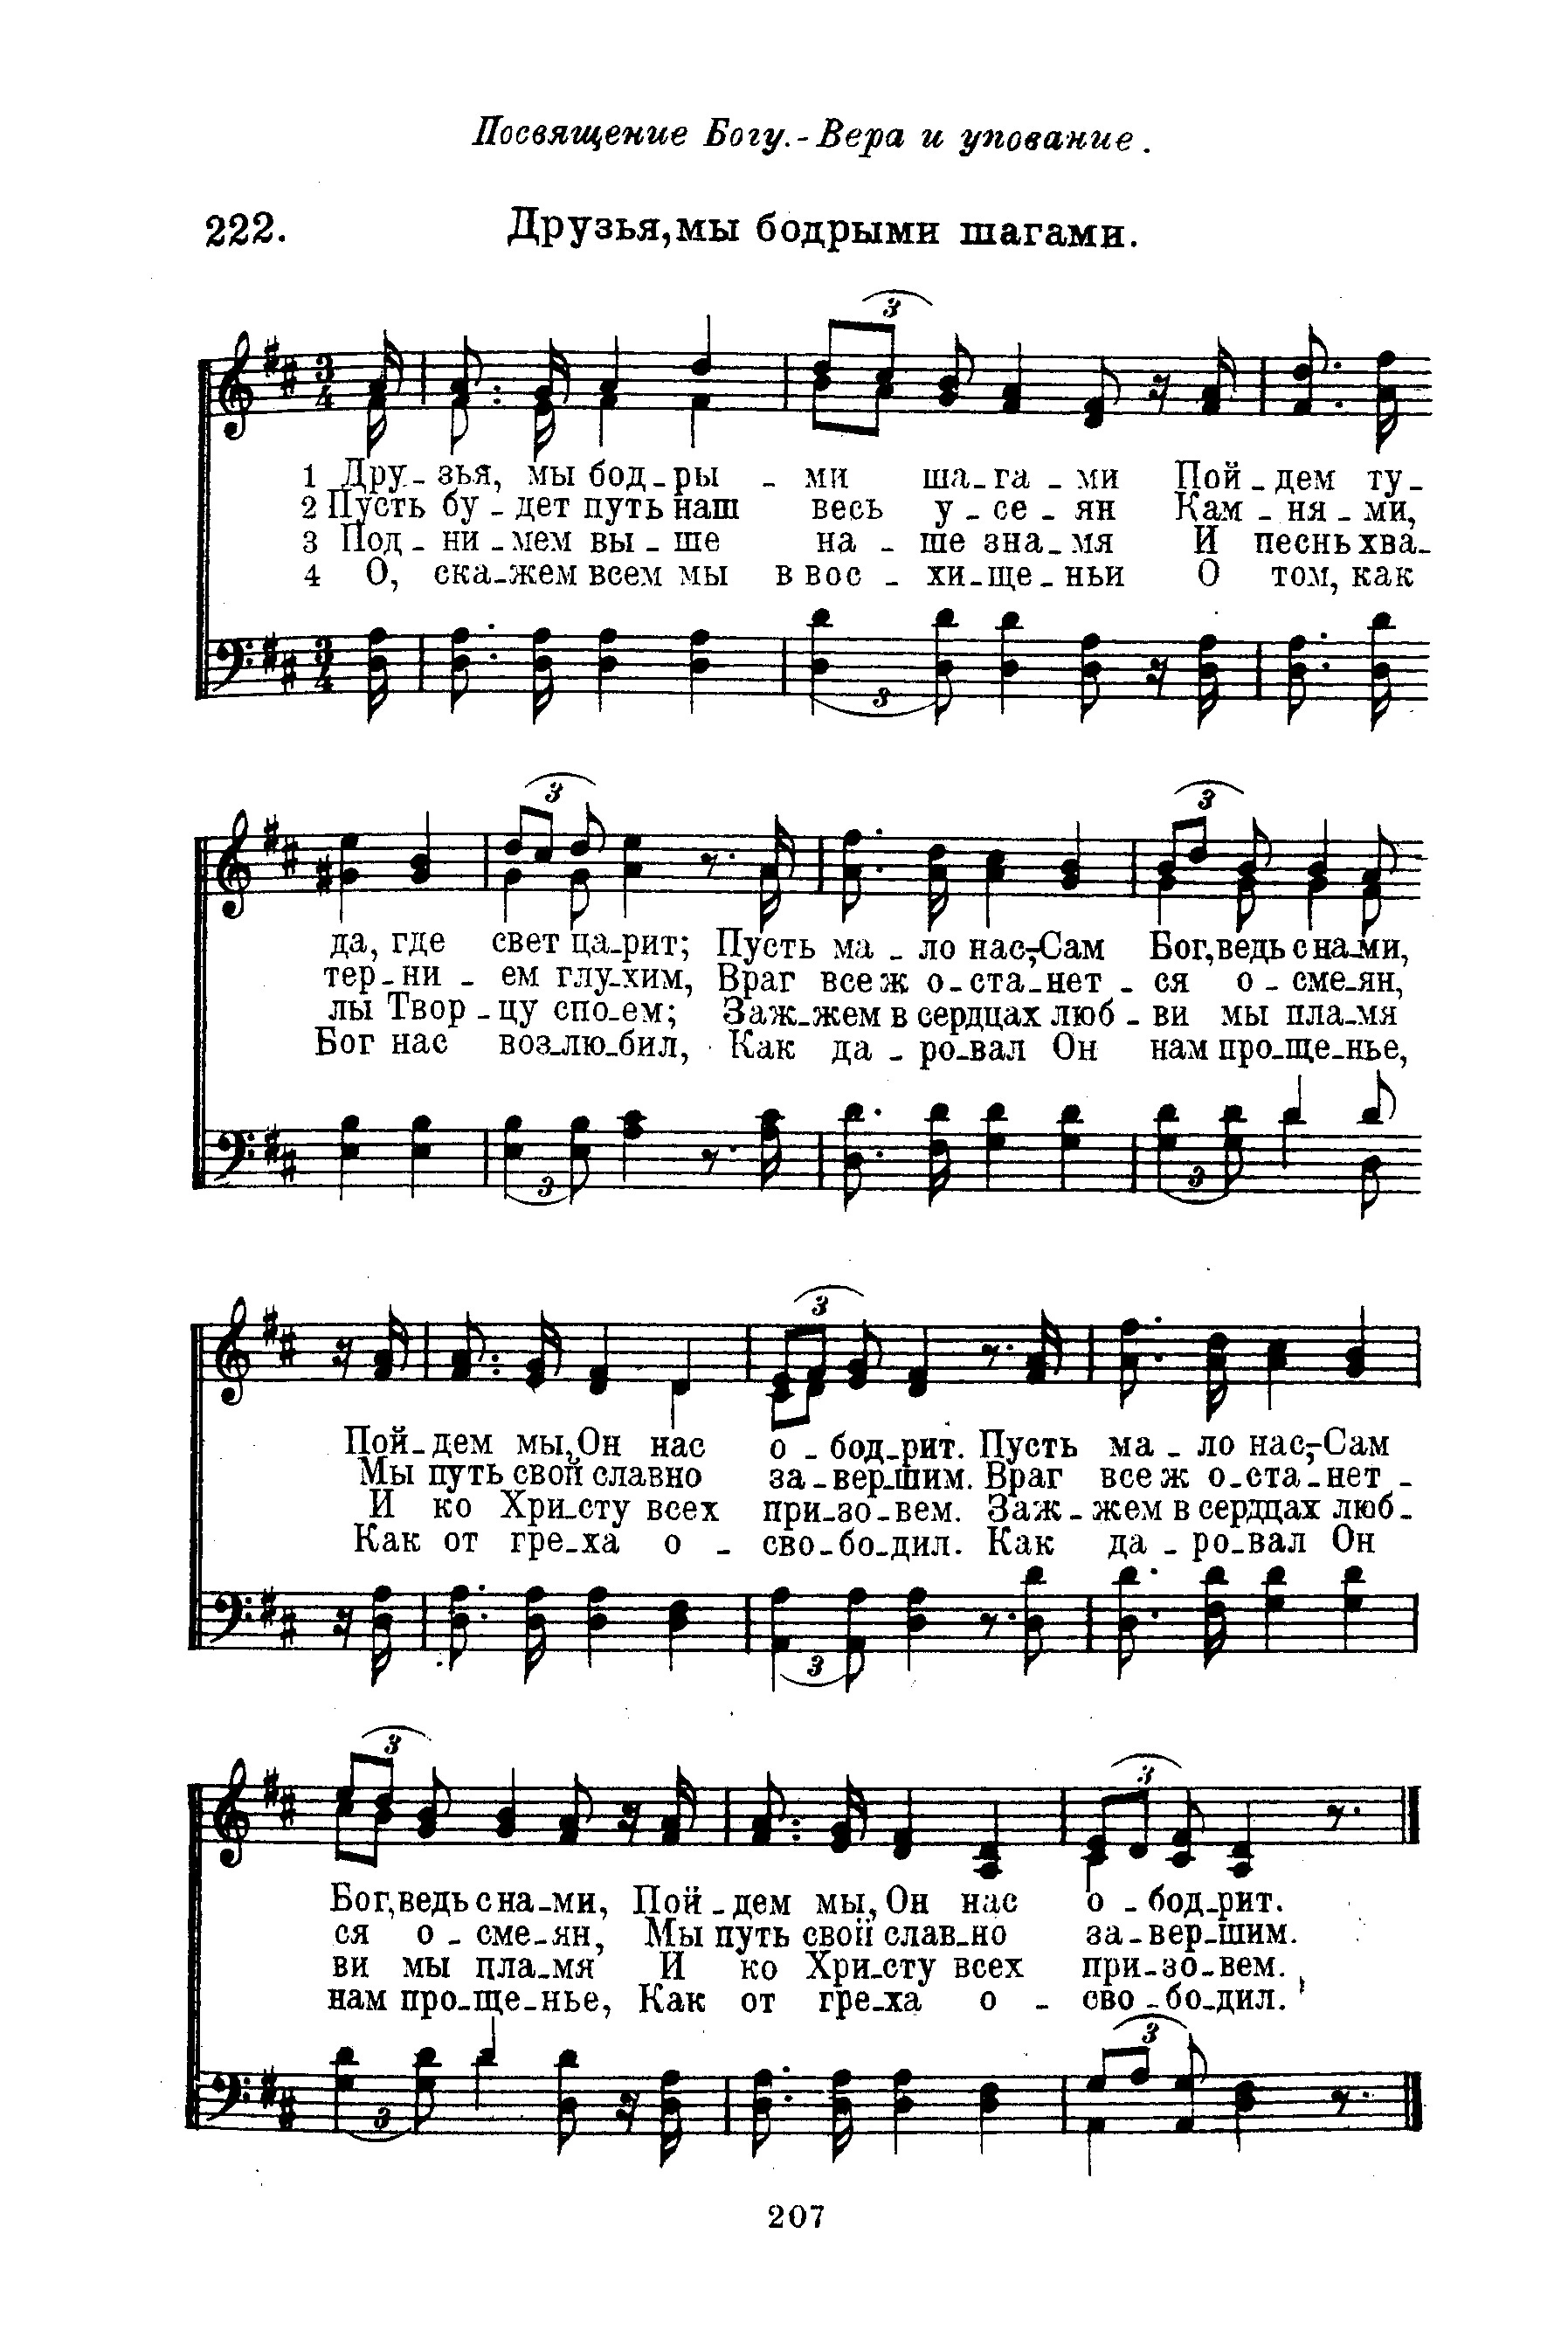 Посвящение Богу.-Вера и упование.
222. Друзья, мы бодрыми шагами.
1 Дру-зья, мы бод-ры-ми ша-га-ми Пой-дем ту-
2 Пусть бу-дет путь наш весь у-се-ян Кам-ня-ми,
3 Под-ни-мем вы-ше на-ше зна-мя И песнь хва-
4 О, ска-жем всем мы в вос-хи-ще-ньи О том, как
да, где свет ца-рит; Пусть ма-ло нас,-Сам Бог, ведь с на-ми,
тер-ни-ем глу-хим, Враг все ж о-ста-нет-ся о-сме-ян,
лы Твор-цу спо-ем; Заж-жем в сердцах люб-ви мы пла-мя
Бог нас воз-лю-бил, Как да-ро-вал Он нам про-ще-нье,
Пой-дем мы, Он нас о-бод-рит. Пусть ма-ло нас,-Сам
Мы путь свой славно за-вер-шим. Враг все ж о-ста-нет-
И ко Хри-сту всех при-зо-вем. Заж-жем в сердцах люб-
Как от гре-ха о-сво-бо-дил. Как да-ро-вал Он
Бог, ведь с на-ми, Пой-дем мы, Он нас о-бод-рит.
ся о-сме-ян, Мы путь свой слав-но за-вер-шим.
ви мы пла-мя И ко Хри-сту всех при-зо-вем.
нам про-ще-нье, Как от гре-ха о-сво-бо-дил.
207